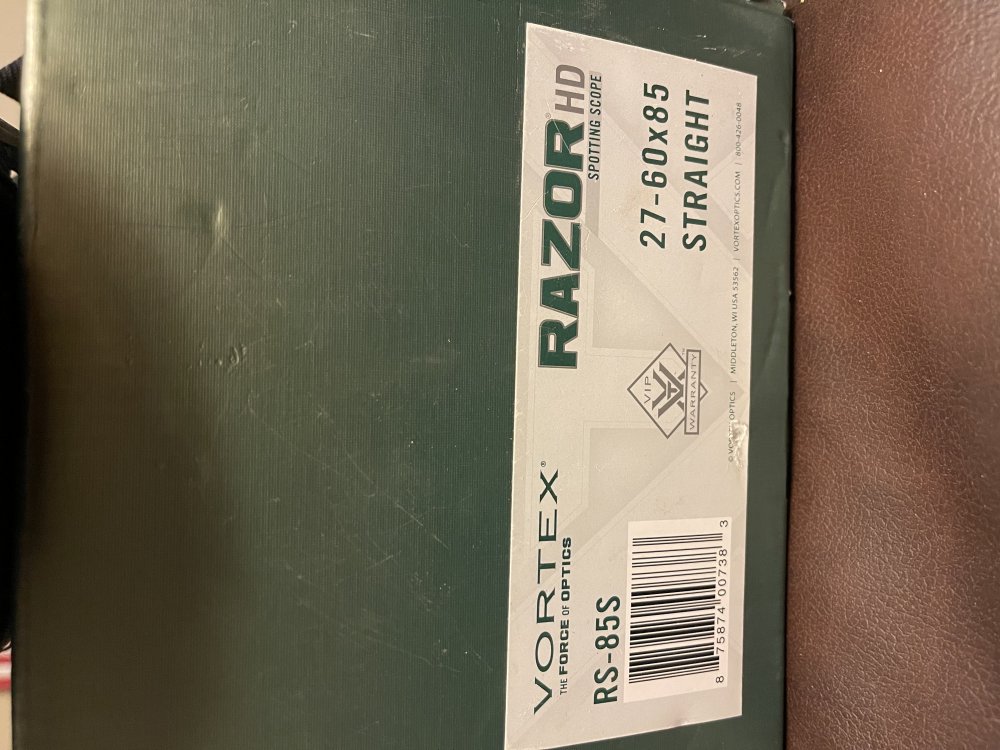 VORTEX®
THE FORCE OF OPTICS
RAZOR® HD
SPOTTING SCOPE
RS-85S
8 75874 00738 3
VIP
WARRANTY
™
27-60x85
STRAIGHT
OPTICS | MIDDLETON, WI USA 53562 | VORTEXOPTICS.COM | 800-426-0048